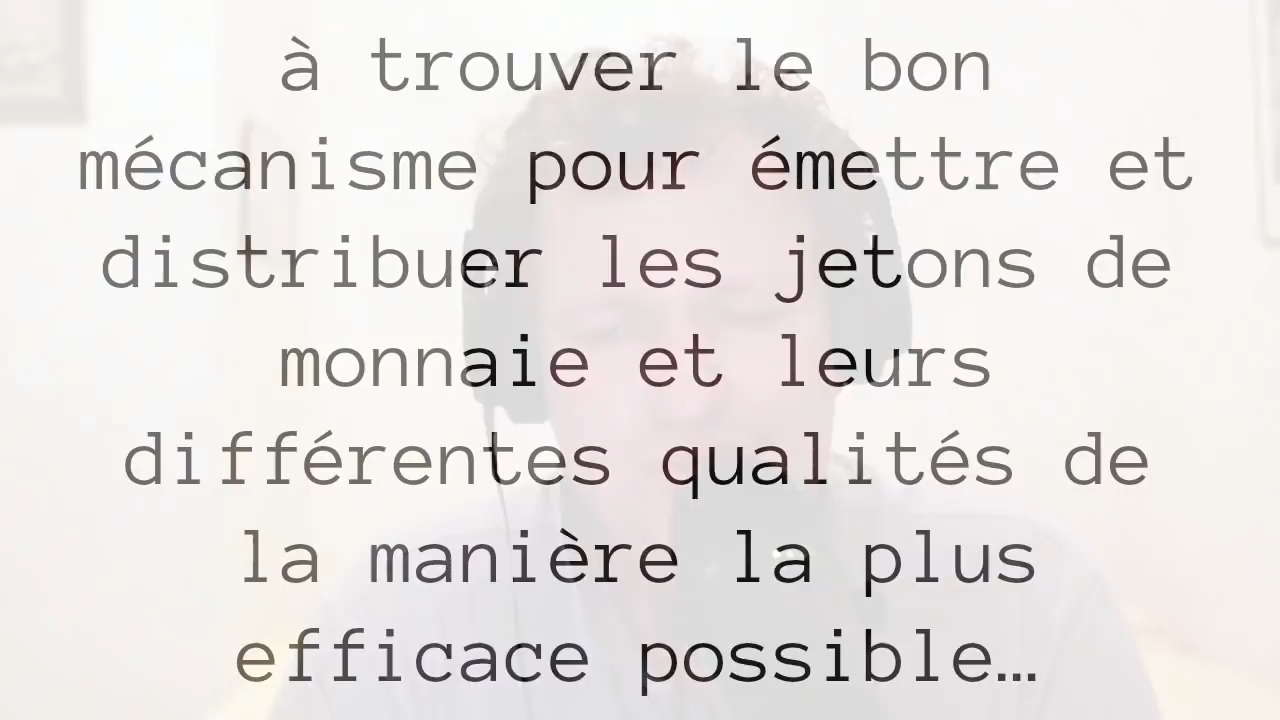 à trouver le bon
mécanisme pour émettre et
distribuer les jetons de
monnaie et leurs
différentes qualités de
la manière la plus
efficace possible…